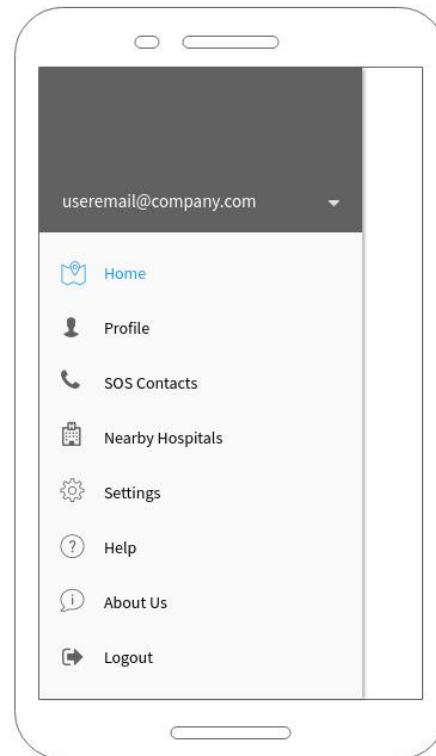 useremail@company.com
Home
Profile
SOS Contacts
Nearby Hospitals
Settings
Help
About Us
Logout